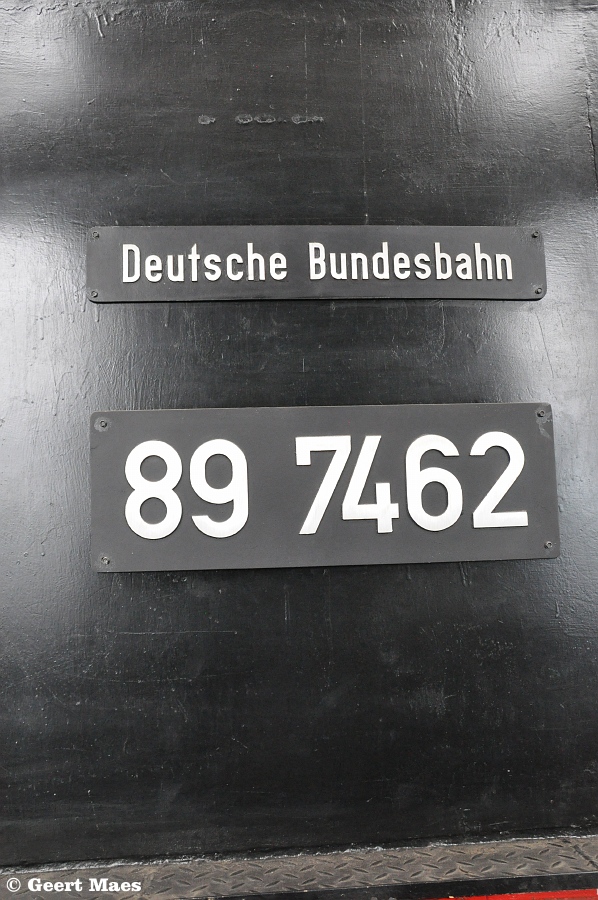 Deutsche Bundesbahn
89 7462
© Geert Maes